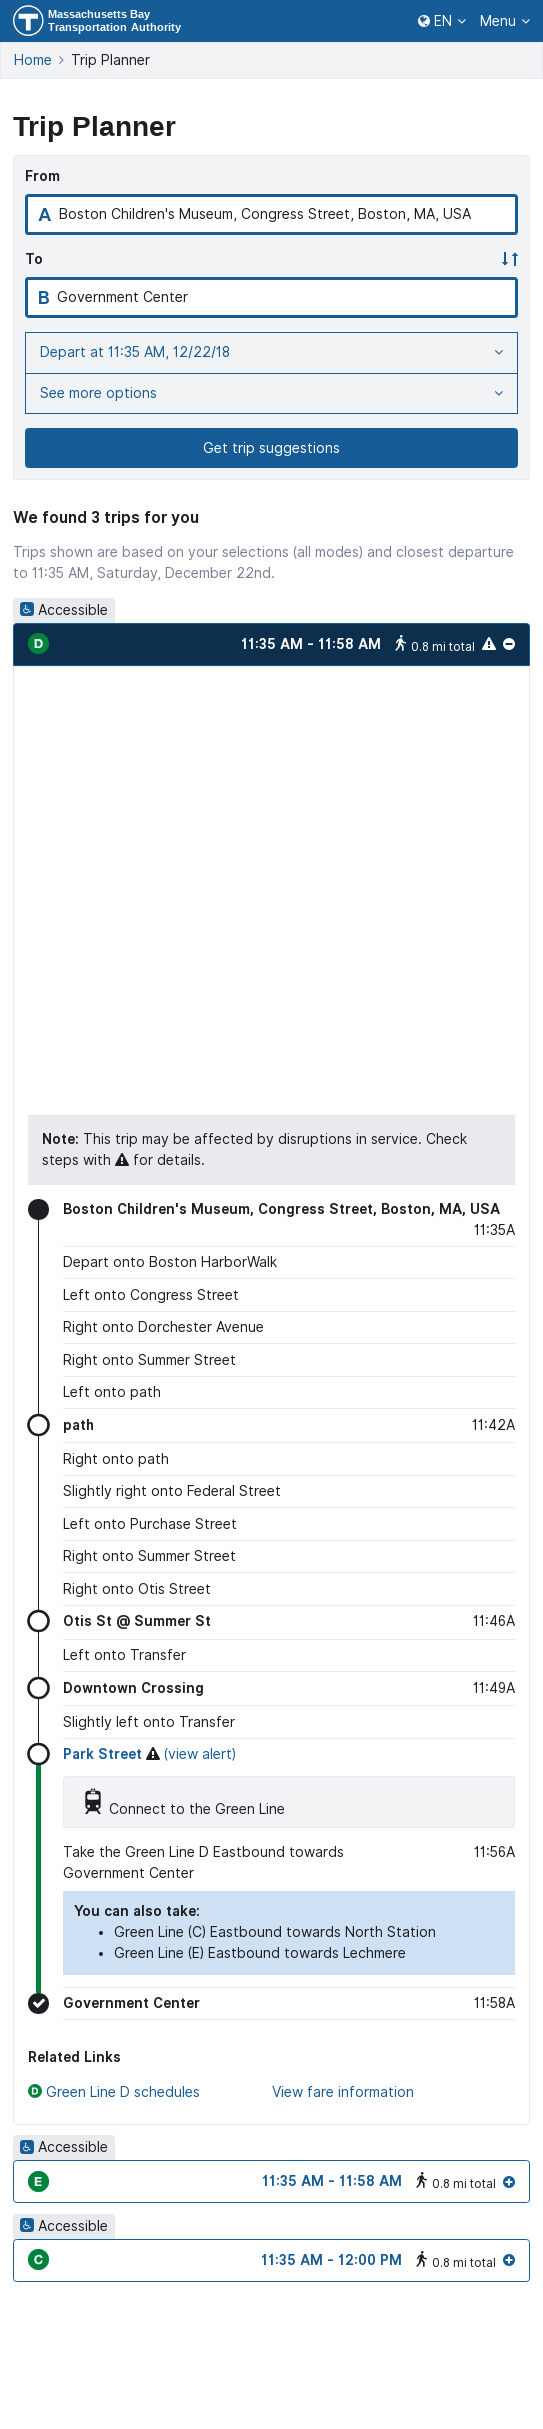 Massachusetts Bay
Transportation Authority
EN
Menu
Home
Trip Planner
Trip Planner
From
A Boston Children's Museum, Congress Street, Boston, MA, USA
To
B Government Center
Depart at 11:35 AM, 12/22/18
See more options
Get trip suggestions
We found 3 trips for you
Trips shown are based on your selections (all modes) and closest departure
to 11:35 AM, Saturday, December 22nd.
Accessible
D 11:35 AM - 11:58 AM 0.8 mi total
Note: This trip may be affected by disruptions in service. Check
steps with for details.
Boston Children's Museum, Congress Street, Boston, MA, USA
11:35A
Depart onto Boston HarborWalk
Left onto Congress Street
Right onto Dorchester Avenue
Right onto Summer Street
Left onto path
path 11:42A
Right onto path
Slightly right onto Federal Street
Left onto Purchase Street
Right onto Summer Street
Right onto Otis Street
Otis St @ Summer St 11:46A
Left onto Transfer
Downtown Crossing 11:49A
Slightly left onto Transfer
Park Street (view alert)
Connect to the Green Line
Take the Green Line D Eastbound towards 11:56A
Government Center
You can also take:
• Green Line (C) Eastbound towards North Station
• Green Line (E) Eastbound towards Lechmere
Government Center 11:58A
Related Links
D Green Line D schedules View fare information
Accessible
E 11:35 AM - 11:58 AM 0.8 mi total
Accessible
C 11:35 AM - 12:00 PM 0.8 mi total